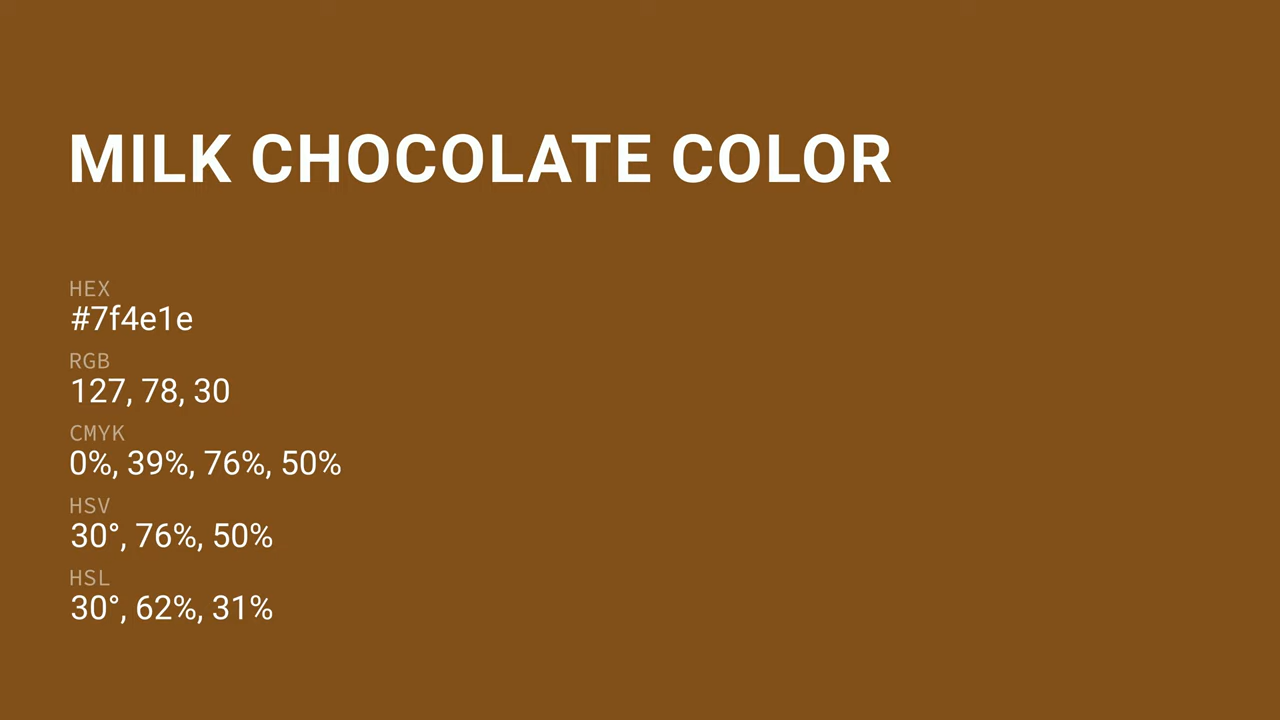 MILK CHOCOLATE COLOR
HEX
#7f4e1e
RGB
127, 78, 30
CMYK
0%, 39%, 76%, 50%
HSV
30°, 76%, 50%
HSL
30°, 62%, 31%